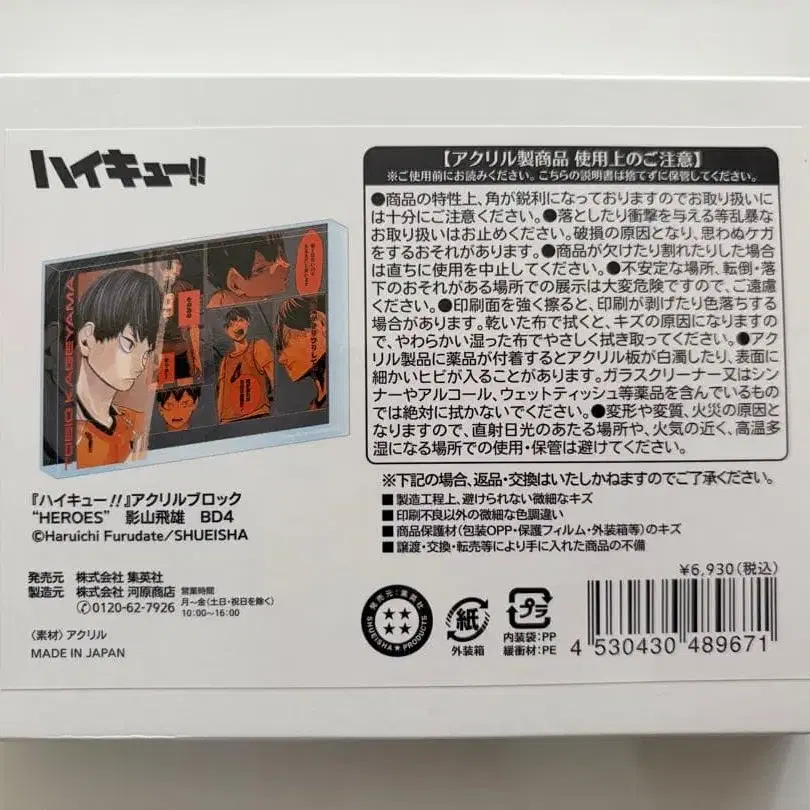 ハイキュー!!
TOBIO KAGEYAMA
『ハイキュー!!』アクリルブロック
“HEROES” 影山飛雄 BD4
©Haruichi Furudate/SHUEISHA
発売元 株式会社 集英社
製造元 株式会社 河原商店
0120-62-7926
営業時間
月~金(土日・祝日を除く)
10:00~16:00
〈素材〉アクリル
MADE IN JAPAN
【アクリル製商品 使用上のご注意】
※ご使用前にお読みください。こちらの説明書は捨てずに保管してください。
●商品の特性上、角が鋭利になっておりますのでお取り扱いに
は十分にご注意ください。●落としたり衝撃を与える等乱暴な
お取り扱いはお止めください。破損の原因となり、思わぬケガ
をするおそれがあります。●商品が欠けたり割れたりした場合
は直ちに使用を中止してください。●不安定な場所、転倒・落
下のおそれがある場所での展示は大変危険ですので、ご遠慮
ください。●印刷面を強く擦ると、印刷が剥げたり色落ちする
場合があります。乾いた布で拭くと、キズの原因になりますの
で、やわらかい湿った布でやさしく拭き取ってください。●アク
リル製品に薬品が付着するとアクリル板が白濁したり、表面に
細かいヒビが入ることがあります。ガラスクリーナー又はシン
ナーやアルコール、ウェットティッシュ等薬品を含んでいるもの
では絶対に拭かないでください。●変形や変質、火災の原因と
なりますので、直射日光のあたる場所や、火気の近く、高温多
湿になる場所での使用・保管は避けてください。
※下記の場合、返品・交換はいたしかねますのでご了承ください。
■製造工程上、避けられない微細なキズ
■印刷不良以外の微細な色調違い
■商品保護材(包装OPP・保護フィルム・外装箱等)のキズ
■譲渡・交換・転売等により手に入れた商品の不備
¥6,930(税込)
発売元:集英社
SHUEISHA★PRODUCTS
紙
外装箱
プラ
内装袋:PP
緩衝材:PE
4 530430 489671